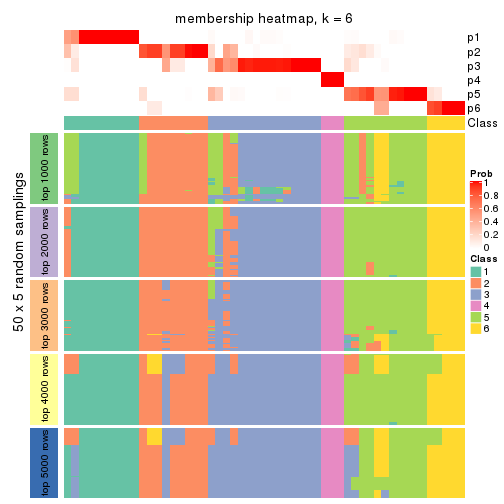 membership heatmap, k = 6
p1
p2
p3
p4
p5
p6
Class
50 x 5 random samplings
top 1000 rows
top 2000 rows
top 3000 rows
top 4000 rows
top 5000 rows
Prob
1
0.8
0.6
0.4
0.2
0
Class
1
2
3
4
5
6